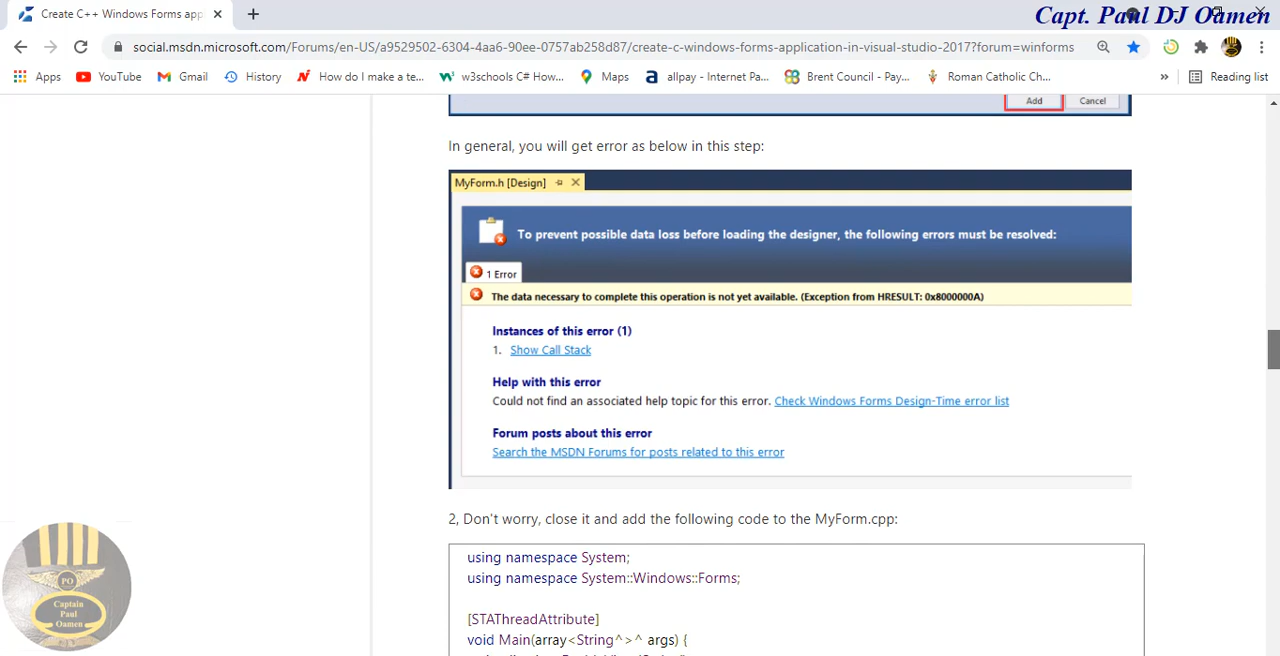 Create C++ Windows Forms app
Capt. Paul DJ Oamen
social.msdn.microsoft.com/Forums/en-US/a9529502-6304-4aa6-90ee-0757ab258d87/create-c-windows-forms-application-in-visual-studio-2017?forum=winforms
Apps YouTube Gmail History How do I make a te... w3schools C# How... Maps allpay - Internet Pa... Brent Council - Pay... Roman Catholic Ch... » Reading list
Add Cancel
In general, you will get error as below in this step:
MyForm.h [Design]
To prevent possible data loss before loading the designer, the following errors must be resolved:
1 Error
The data necessary to complete this operation is not yet available. (Exception from HRESULT: 0x8000000A)
Instances of this error (1)
1. Show Call Stack
Help with this error
Could not find an associated help topic for this error. Check Windows Forms Design-Time error list
Forum posts about this error
Search the MSDN Forums for posts related to this error
2, Don't worry, close it and add the following code to the MyForm.cpp:
using namespace System;
using namespace System::Windows::Forms;
[STAThreadAttribute]
void Main(array<String^>^ args) {
PO
Captain
Paul
Oamen